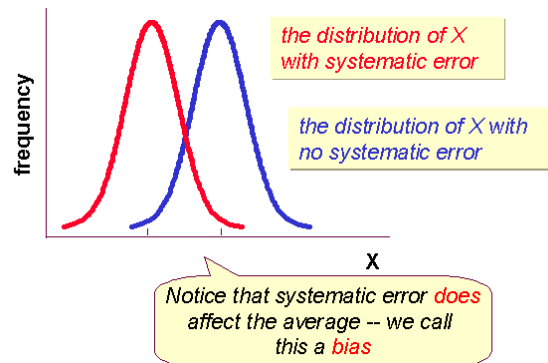 the distribution of X
with systematic error
the distribution of X with
no systematic error
frequency
X
Notice that systematic error does
affect the average -- we call
this a bias